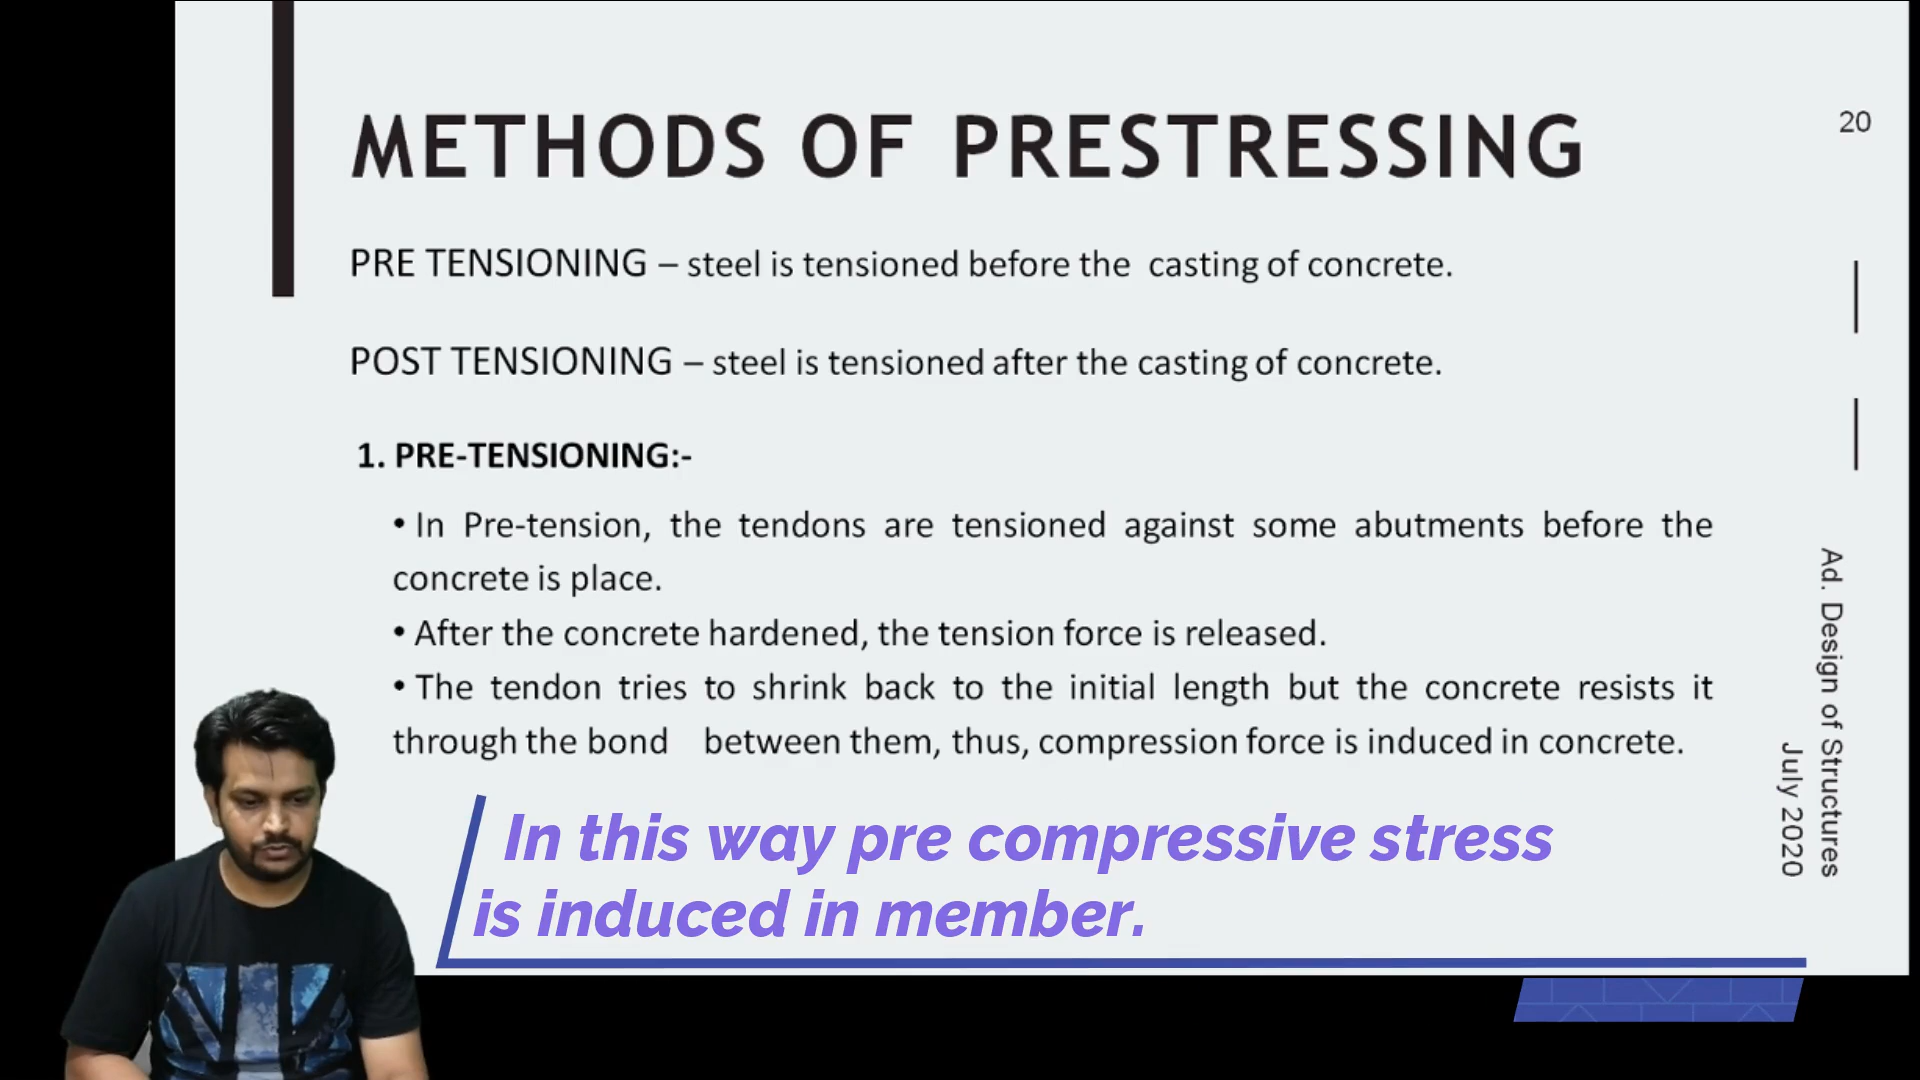 METHODS OF PRESTRESSING
20
PRE TENSIONING – steel is tensioned before the casting of concrete.
POST TENSIONING – steel is tensioned after the casting of concrete.
1. PRE-TENSIONING:-
• In Pre-tension, the tendons are tensioned against some abutments before the
concrete is place.
• After the concrete hardened, the tension force is released.
• The tendon tries to shrink back to the initial length but the concrete resists it
through the bond between them, thus, compression force is induced in concrete.
In this way pre compressive stress
is induced in member.
Ad. Design of Structures
July 2020